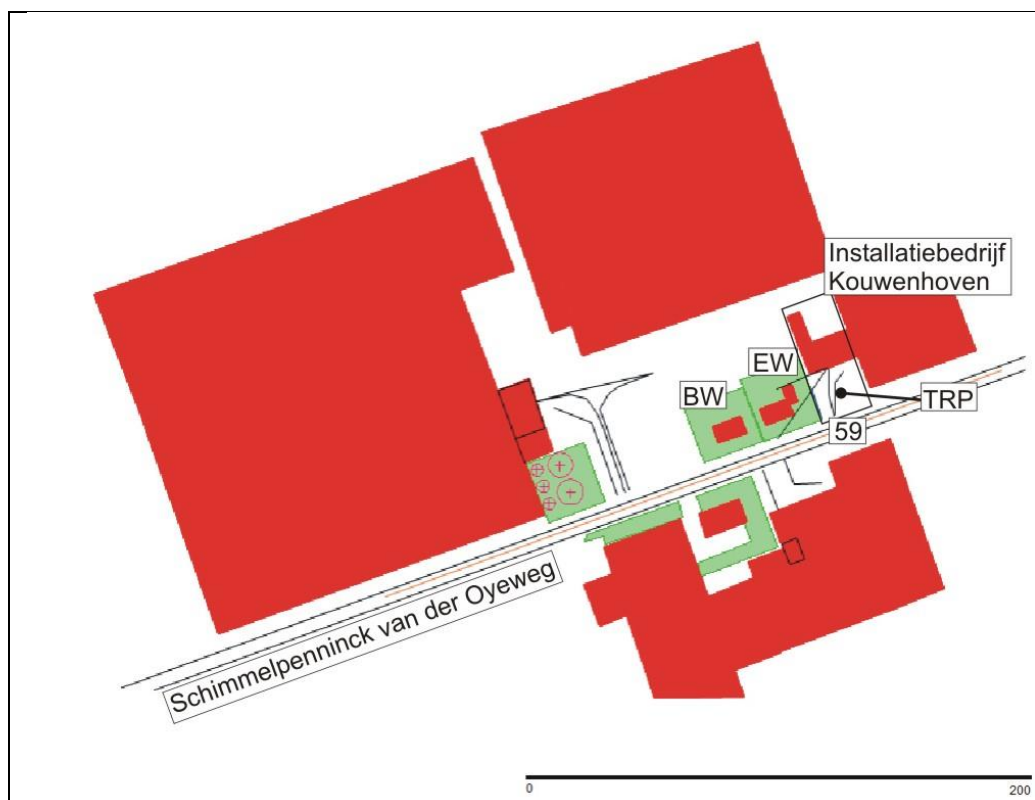 Installatiebedrijf
Kouwenhoven
EW
BW
TRP
59
Schimmelpenninck van der Oyeweg
0
200